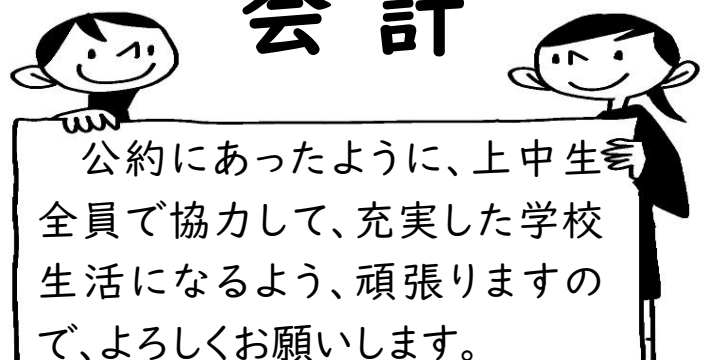 会計
公約にあったように、上中生
全員で協力して、充実した学校
生活になるよう、頑張りますの
で、よろしくお願いします。